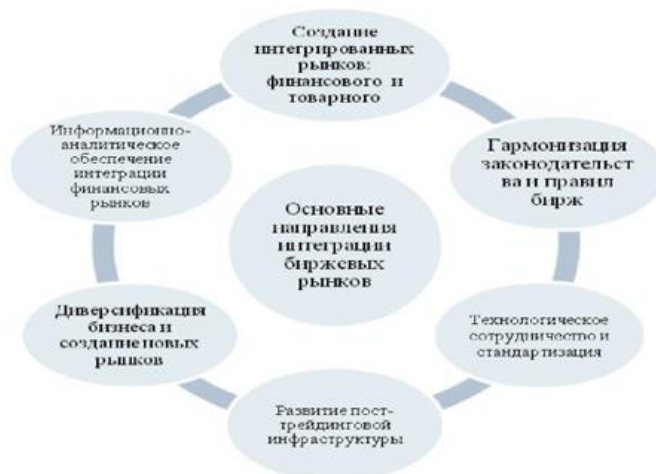 Создание
интегрированных
рынков:
финансового и
товарного
Гармонизация
законодательст
ва и правил
бирж
Технологическое
сотрудничество и
стандартизация
Развитие пост-
трейдинговой
инфраструктуры
Диверсификация
бизнеса и
создание новых
рынков
Информационно-
аналитическое
обеспечение
интеграции
финансовых
рынков
Основные
направления
интеграции
биржевых
рынков